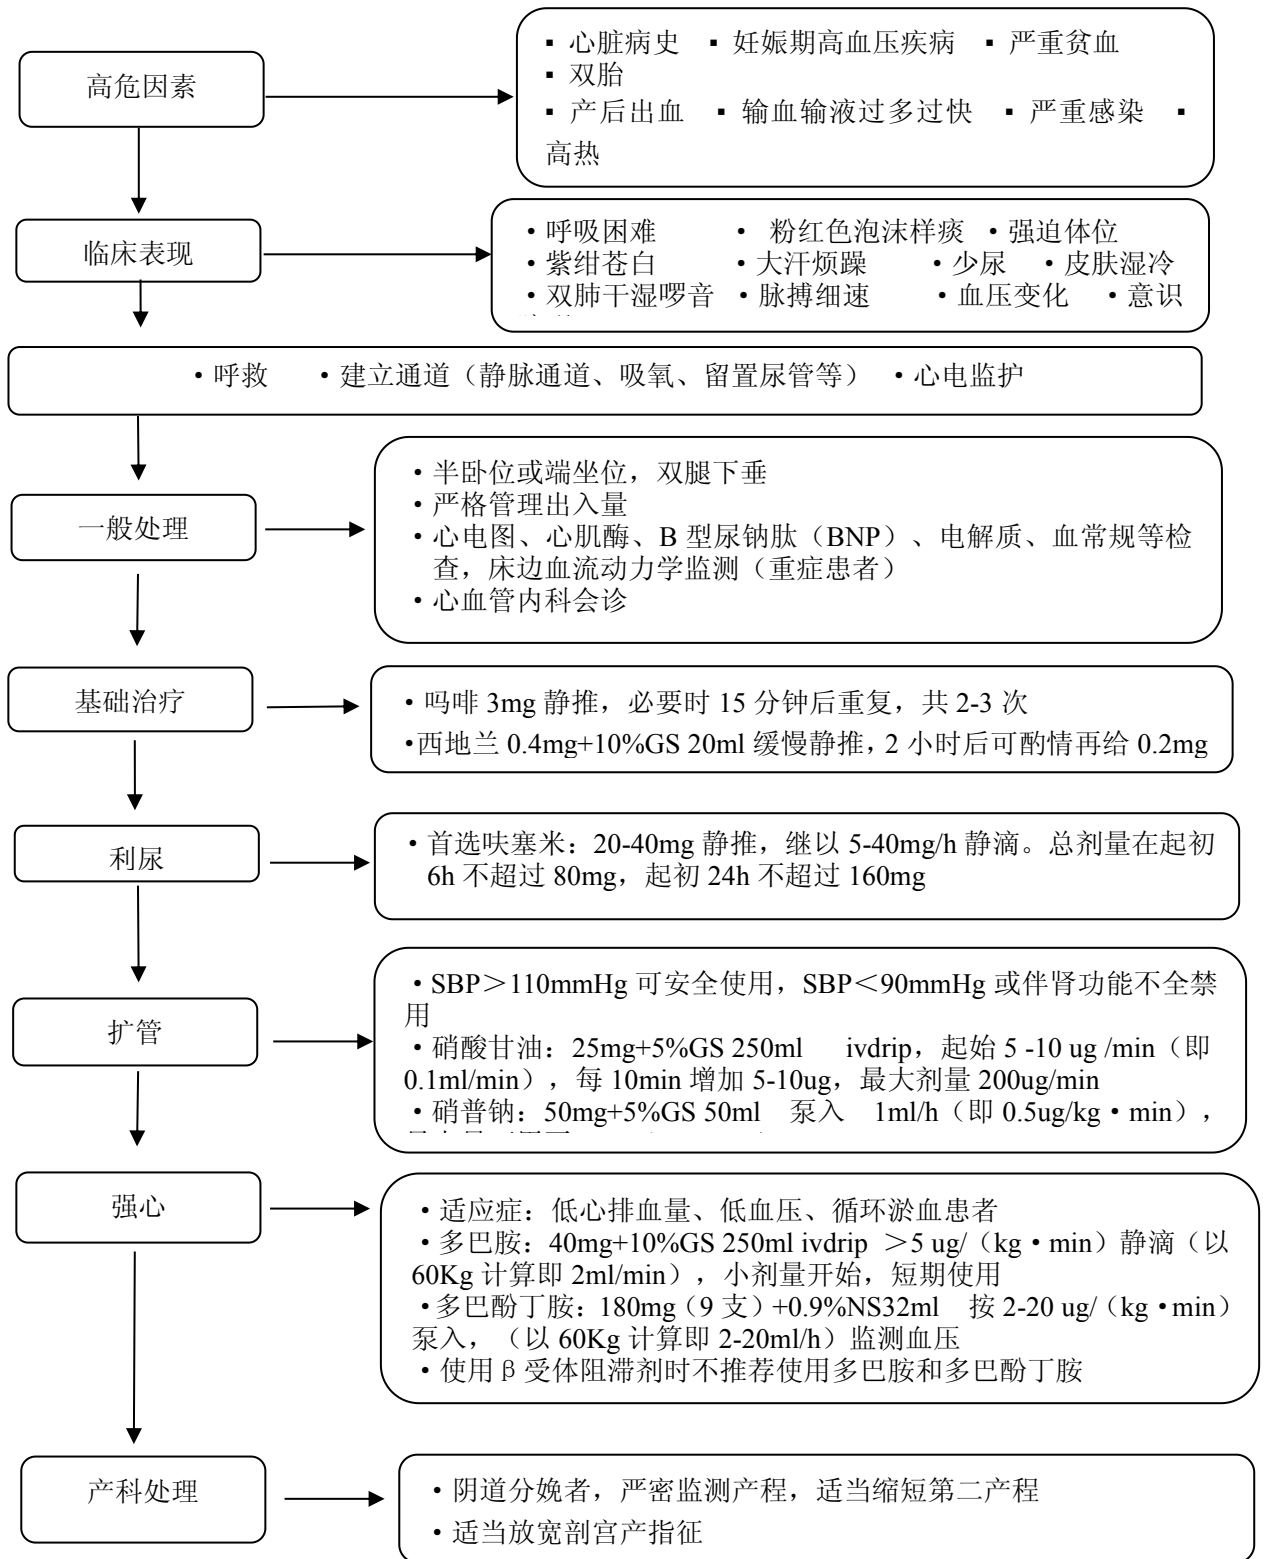 高危因素
▪ 心脏病史 ▪ 妊娠期高血压疾病 ▪ 严重贫血
▪ 双胎
▪ 产后出血 ▪ 输血输液过多过快 ▪ 严重感染 ▪
高热
临床表现
・呼吸困难 ・ 粉红色泡沫样痰 ・强迫体位
・紫绀苍白 ・大汗烦躁 ・少尿 ・皮肤湿冷
・双肺干湿啰音 ・脉搏细速 ・血压变化 ・意识
・呼救 ・建立通道（静脉通道、吸氧、留置尿管等） ・心电监护
一般处理
・半卧位或端坐位，双腿下垂
・严格管理出入量
・心电图、心肌酶、B 型尿钠肽（BNP）、电解质、血常规等检
查，床边血流动力学监测（重症患者）
・心血管内科会诊
基础治疗
・吗啡 3mg 静推，必要时 15 分钟后重复，共 2-3 次
・西地兰 0.4mg+10%GS 20ml 缓慢静推，2 小时后可酌情再给 0.2mg
利尿
・首选呋塞米：20-40mg 静推，继以 5-40mg/h 静滴。总剂量在起初
6h 不超过 80mg，起初 24h 不超过 160mg
扩管
・SBP＞110mmHg 可安全使用，SBP＜90mmHg 或伴肾功能不全禁
用
・硝酸甘油：25mg+5%GS 250ml ivdrip，起始 5 -10 ug /min（即
0.1ml/min），每 10min 增加 5-10ug，最大剂量 200ug/min
・硝普钠：50mg+5%GS 50ml 泵入 1ml/h（即 0.5ug/kg・min），
强心
・适应症：低心排血量、低血压、循环淤血患者
・多巴胺：40mg+10%GS 250ml ivdrip ＞5 ug/（kg・min）静滴（以
60Kg 计算即 2ml/min），小剂量开始，短期使用
・多巴酚丁胺：180mg（9 支）+0.9%NS32ml 按 2-20 ug/（kg・min）
泵入，（以 60Kg 计算即 2-20ml/h）监测血压
・使用β受体阻滞剂时不推荐使用多巴胺和多巴酚丁胺
产科处理
・阴道分娩者，严密监测产程，适当缩短第二产程
・适当放宽剖宫产指征